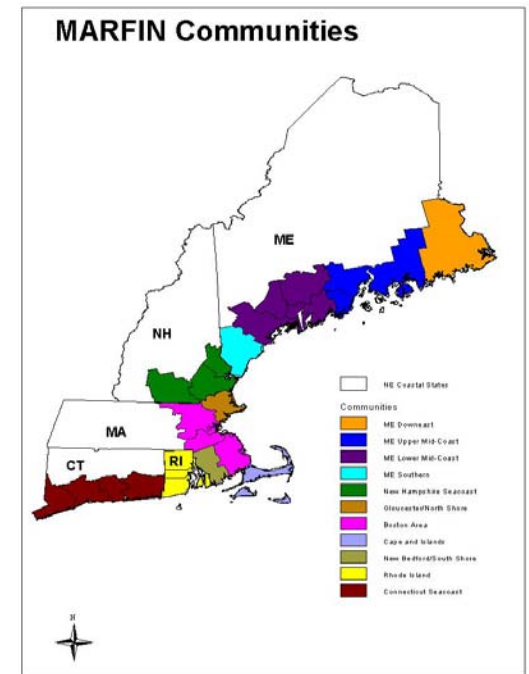 MARFIN Communities
ME
NH
MA
CT
RI
NE Coastal States
Communities
ME Downeast
ME Upper Mid-Coast
ME Lower Mid-Coast
ME Southern
New Hampshire Seacoast
Gloucester/North Shore
Boston Area
Cape and Islands
New Bedford/South Shore
Rhode Island
Connecticut Seacoast
N